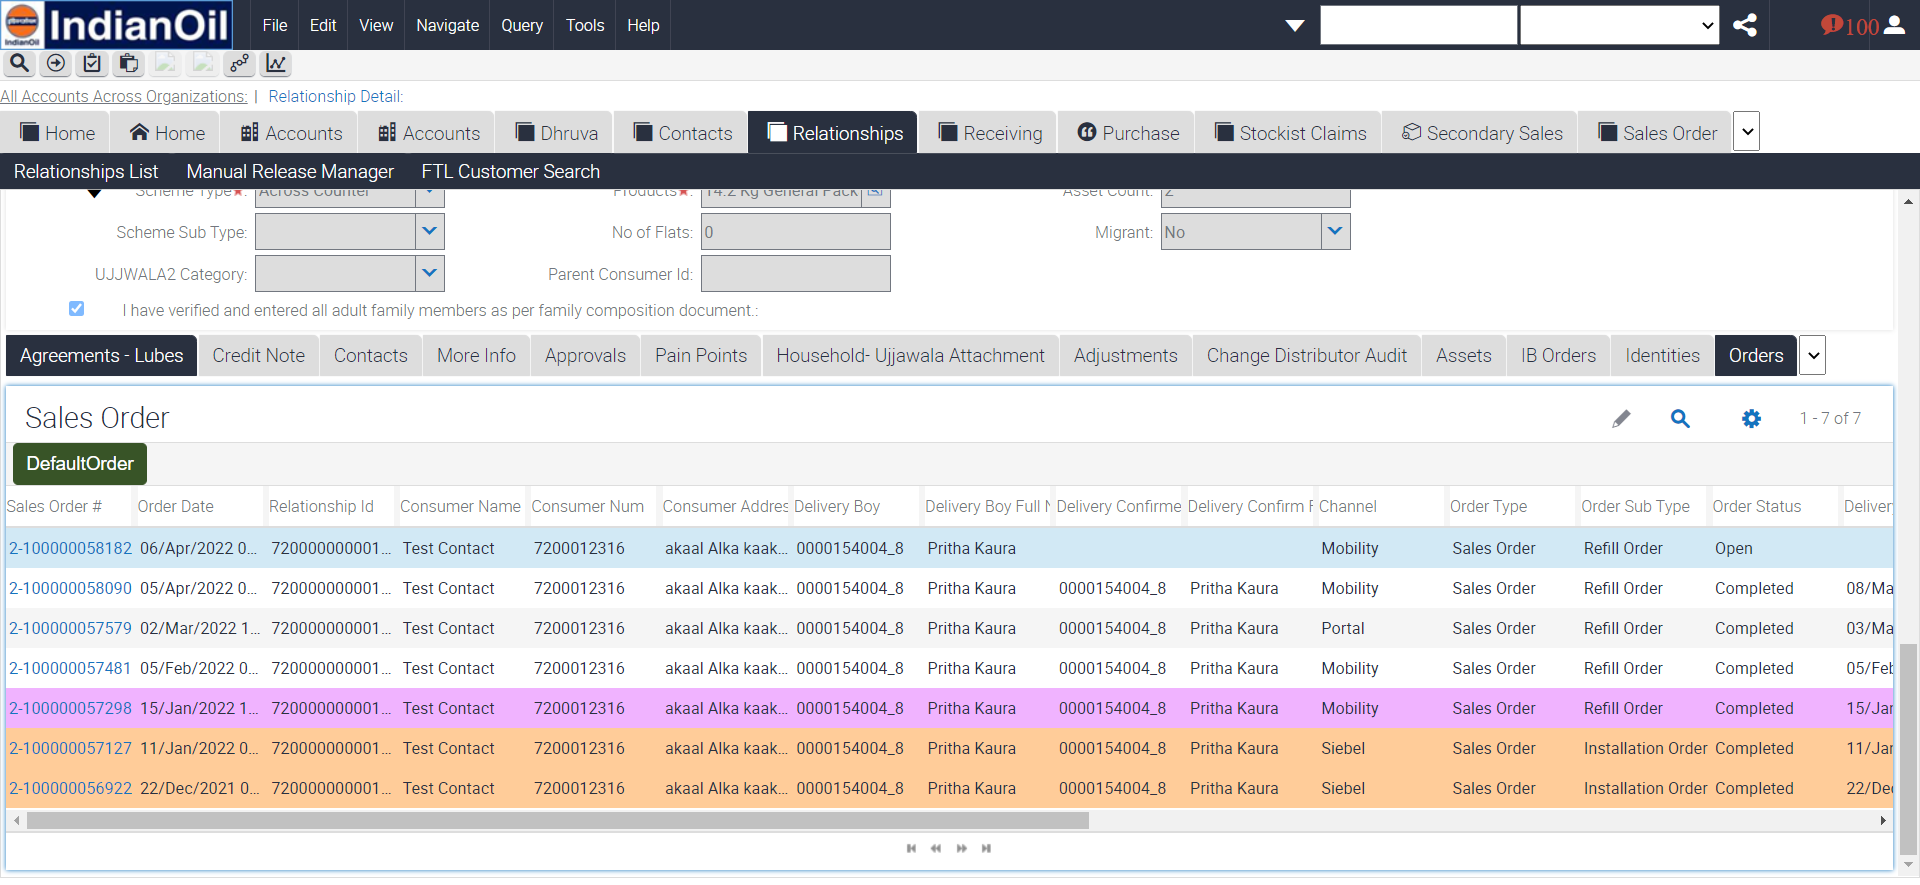 IndianOil File Edit View Navigate Query Tools Help 100
All Accounts Across Organizations: | Relationship Detail:
Home Home Accounts Accounts Dhruva Contacts Relationships Receiving Purchase Stockist Claims Secondary Sales Sales Order
Relationships List Manual Release Manager FTL Customer Search
Scheme Type*: Across Counter Products*: 14.2 Kg General Pack Asset Count: 2
Scheme Sub Type: No of Flats: 0 Migrant: No
UJJWALA2 Category: Parent Consumer Id:
I have verified and entered all adult family members as per family composition document.:
Agreements - Lubes Credit Note Contacts More Info Approvals Pain Points Household- Ujjawala Attachment Adjustments Change Distributor Audit Assets IB Orders Identities Orders
Sales Order 1 - 7 of 7
DefaultOrder
Sales Order # Order Date Relationship Id Consumer Name Consumer Num Consumer Addres Delivery Boy Delivery Boy Full N Delivery Confirme Delivery Confirm F Channel Order Type Order Sub Type Order Status Delivery
2-100000058182 06/Apr/2022 0... 720000000001... Test Contact 7200012316 akaal Alka kaak... 0000154004_8 Pritha Kaura Mobility Sales Order Refill Order Open
2-100000058090 05/Apr/2022 0... 720000000001... Test Contact 7200012316 akaal Alka kaak... 0000154004_8 Pritha Kaura 0000154004_8 Pritha Kaura Mobility Sales Order Refill Order Completed 08/Ma
2-100000057579 02/Mar/2022 1... 720000000001... Test Contact 7200012316 akaal Alka kaak... 0000154004_8 Pritha Kaura 0000154004_8 Pritha Kaura Portal Sales Order Refill Order Completed 03/Ma
2-100000057481 05/Feb/2022 0... 720000000001... Test Contact 7200012316 akaal Alka kaak... 0000154004_8 Pritha Kaura 0000154004_8 Pritha Kaura Mobility Sales Order Refill Order Completed 05/Feb
2-100000057298 15/Jan/2022 1... 720000000001... Test Contact 7200012316 akaal Alka kaak... 0000154004_8 Pritha Kaura 0000154004_8 Pritha Kaura Mobility Sales Order Refill Order Completed 15/Jan
2-100000057127 11/Jan/2022 0... 720000000001... Test Contact 7200012316 akaal Alka kaak... 0000154004_8 Pritha Kaura 0000154004_8 Pritha Kaura Siebel Sales Order Installation Order Completed 11/Jan
2-100000056922 22/Dec/2021 0... 720000000001... Test Contact 7200012316 akaal Alka kaak... 0000154004_8 Pritha Kaura 0000154004_8 Pritha Kaura Siebel Sales Order Installation Order Completed 22/Dec